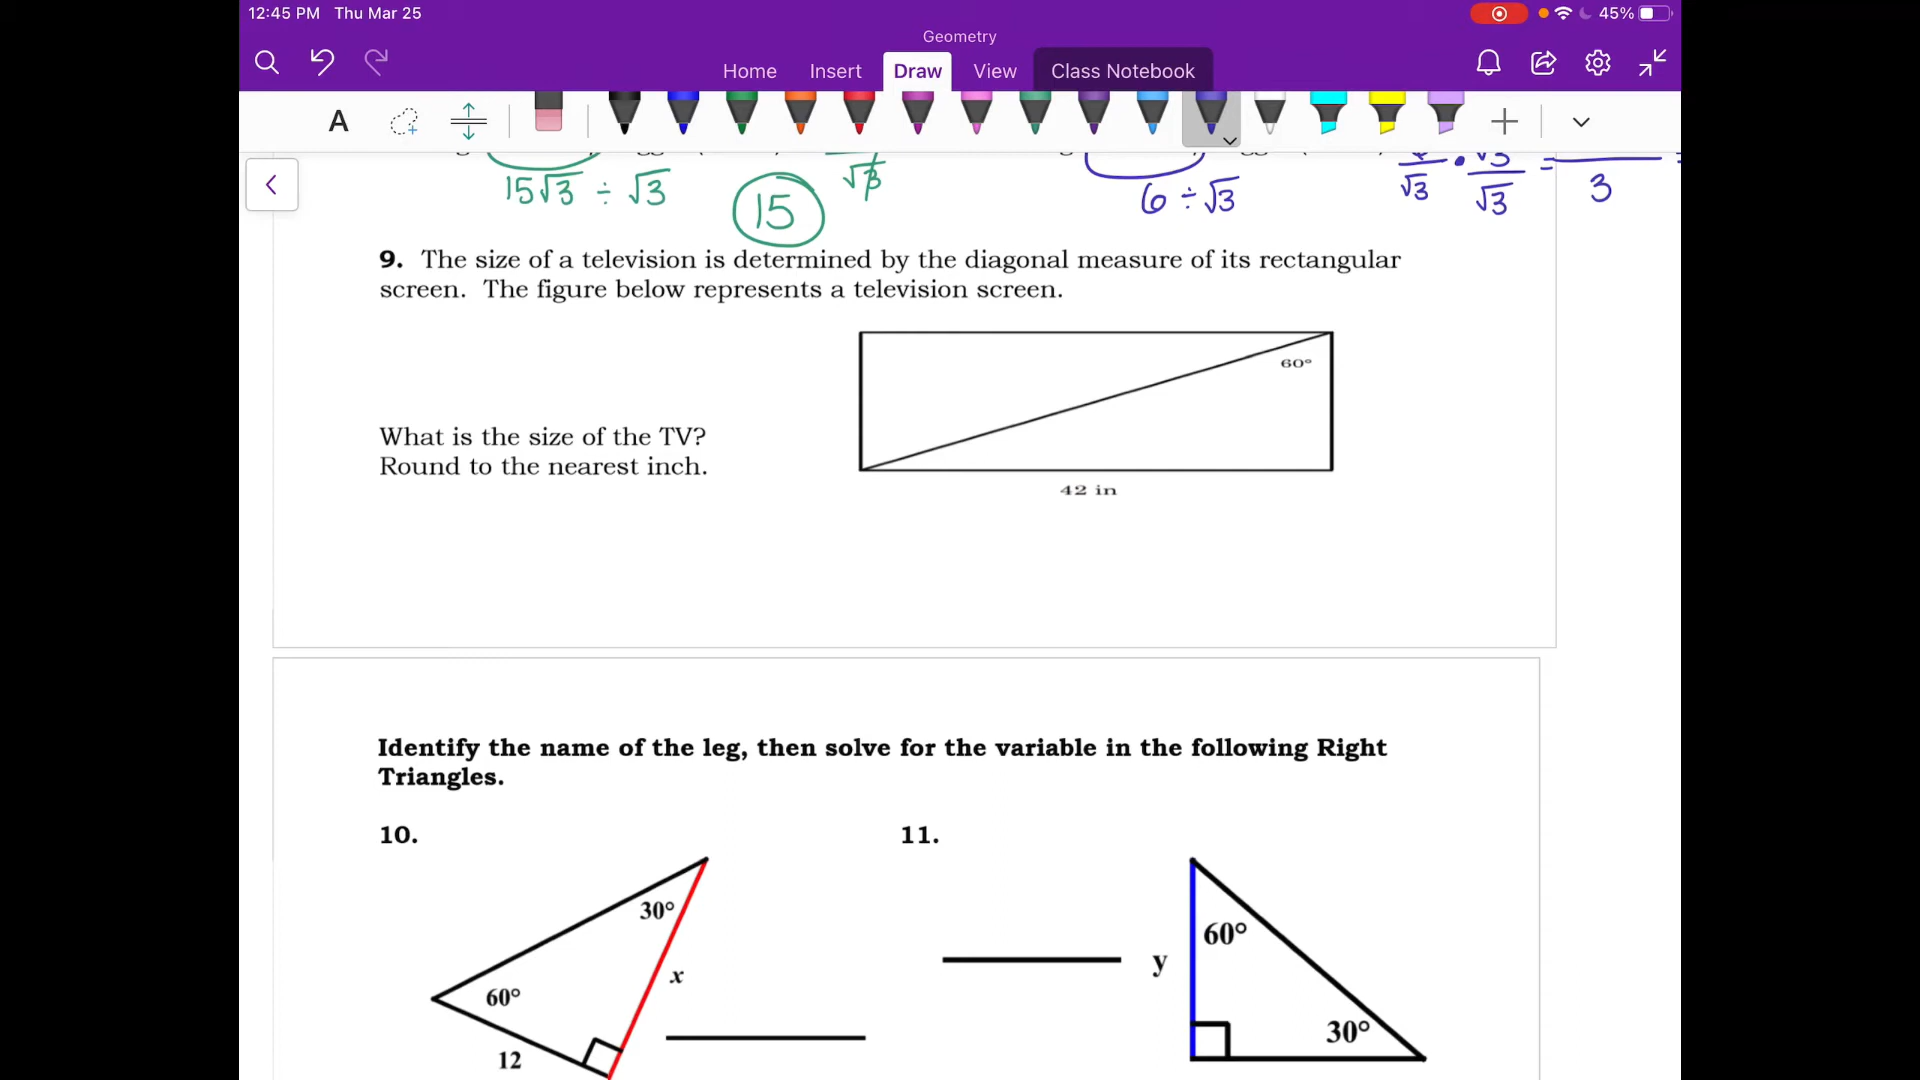 12:45 PM Thu Mar 25
45%
Geometry
Home Insert Draw View Class Notebook
A
15√3 ÷ √3
15
√3
6 ÷ √3
√3
√3
√3
=
3
9. The size of a television is determined by the diagonal measure of its rectangular
screen. The figure below represents a television screen.
60°
What is the size of the TV?
Round to the nearest inch.
42 in
Identify the name of the leg, then solve for the variable in the following Right
Triangles.
10.
11.
30°
60°
x
12
60°
y
30°